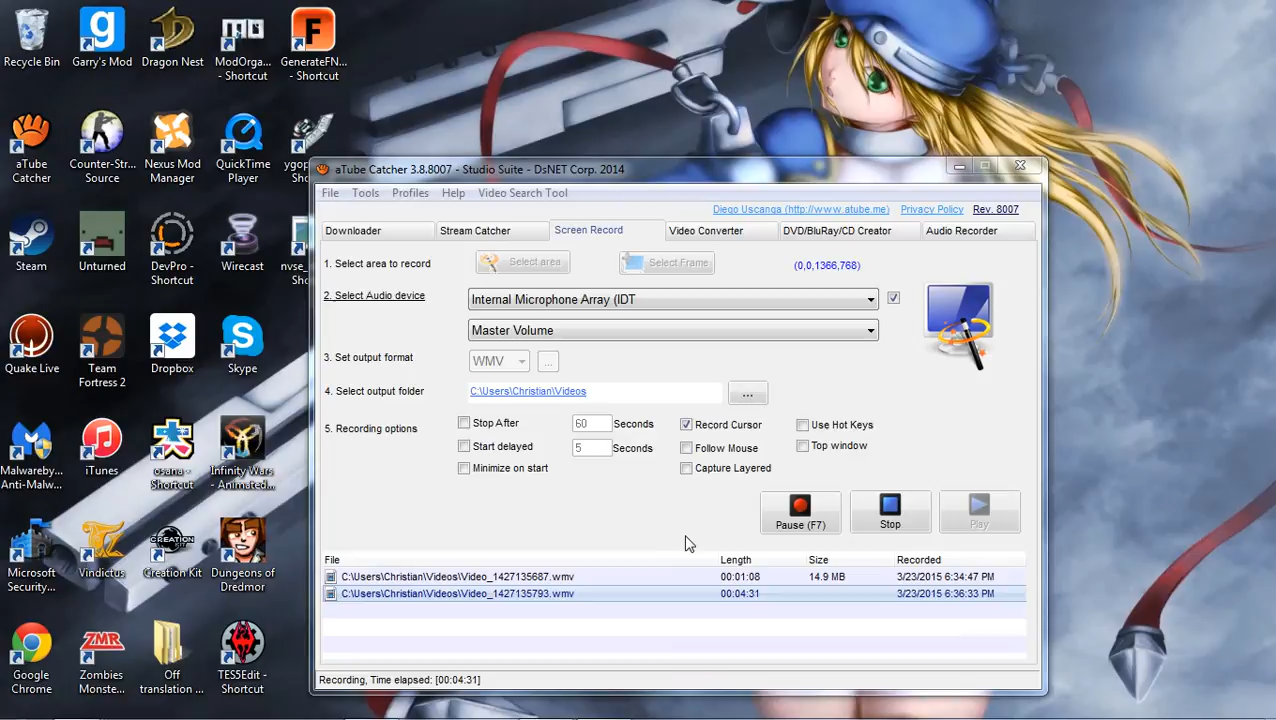 Recycle Bin
Garry's Mod
Dragon Nest
ModOrga...
- Shortcut
GenerateFN...
- Shortcut
aTube
Catcher
Counter-Str...
Source
Nexus Mod
Manager
QuickTime
Player
ygop
Sho
Steam
Unturned
DevPro -
Shortcut
Wirecast
nvse_
Sho
Quake Live
Team
Fortress 2
Dropbox
Skype
Malwareby...
Anti-Malw...
iTunes
osana -
Shortcut
Infinity Wars
- Animated...
Microsoft
Security...
Vindictus
CREATION
KIT
Creation Kit
Dungeons of
Dredmor
Google
Chrome
ZMR
Zombies
Monste...
Off
translation ...
TES5Edit -
Shortcut
aTube Catcher 3.8.8007 - Studio Suite - DsNET Corp. 2014
File Tools Profiles Help Video Search Tool
Diego Uscanga (http://www.atube.me) Privacy Policy Rev. 8007
Downloader Stream Catcher Screen Record Video Converter DVD/BluRay/CD Creator Audio Recorder
1. Select area to record Select area Select Frame (0,0,1366,768)
2. Select Audio device Internal Microphone Array (IDT
Master Volume
3. Set output format WMV ...
4. Select output folder C:\Users\Christian\Videos ...
5. Recording options
Stop After 60 Seconds Record Cursor Use Hot Keys
Start delayed 5 Seconds Follow Mouse Top window
Minimize on start Capture Layered
Pause (F7) Stop Play
File Length Size Recorded
C:\Users\Christian\Videos\Video_1427135687.wmv 00:01:08 14.9 MB 3/23/2015 6:34:47 PM
C:\Users\Christian\Videos\Video_1427135793.wmv 00:04:31 3/23/2015 6:36:33 PM
Recording, Time elapsed: [00:04:31]